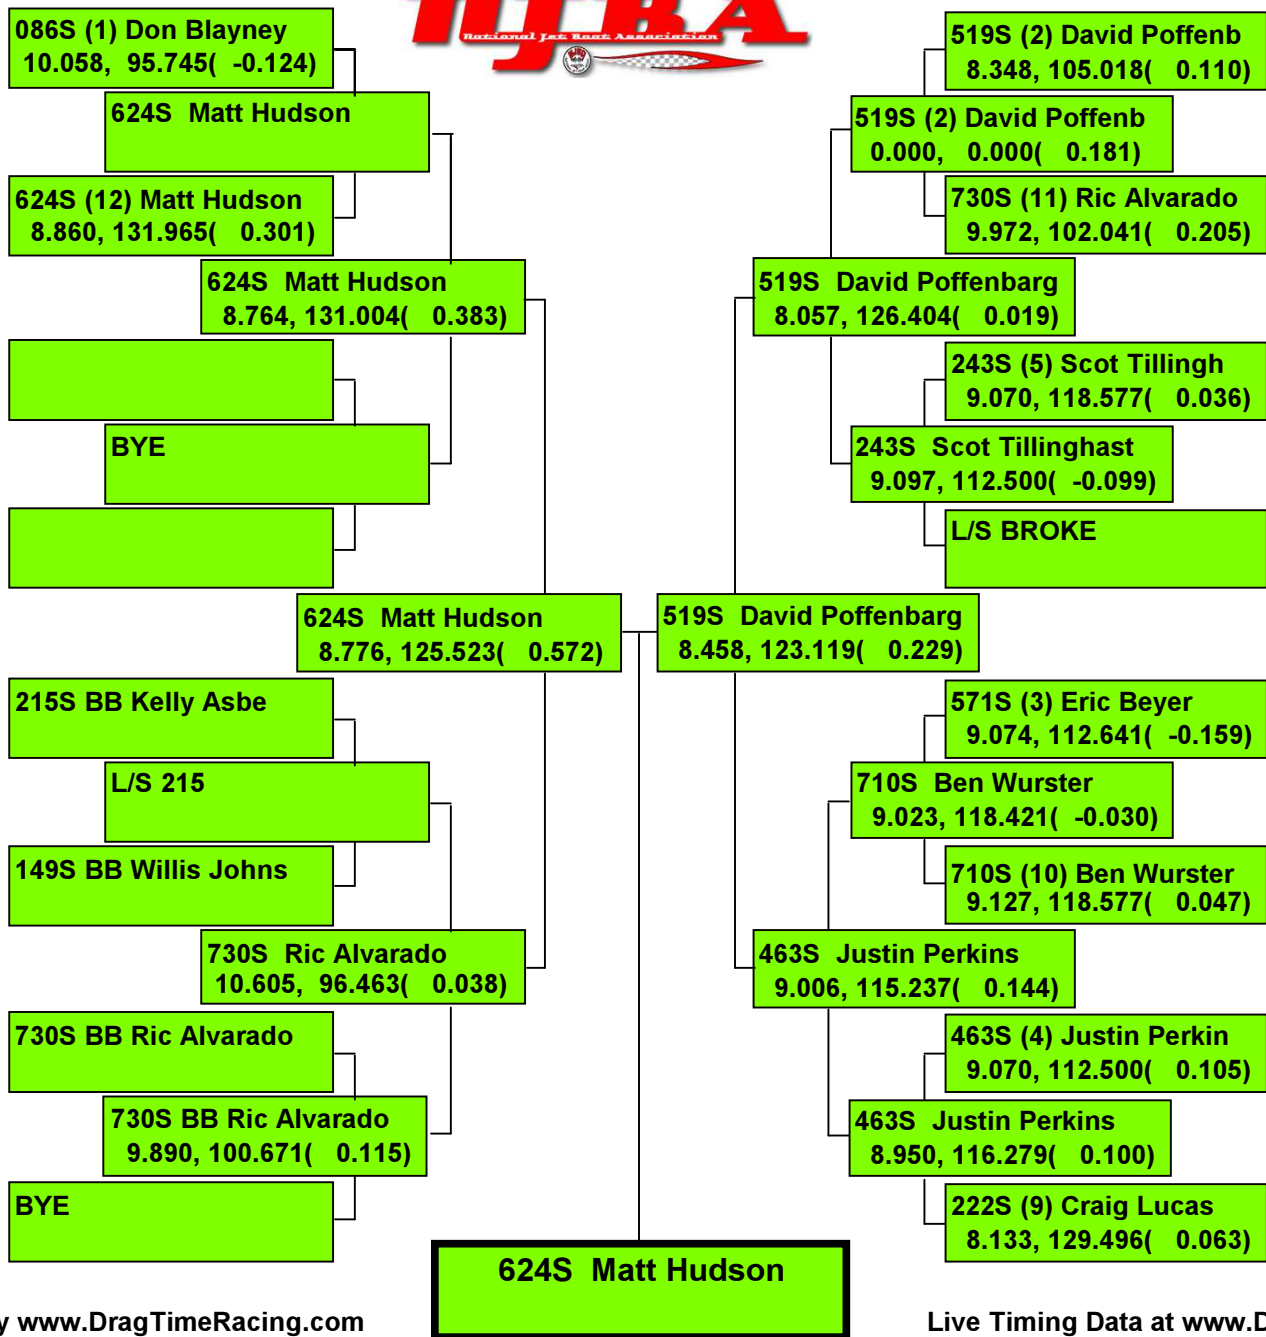 NJBA
National Jet Boat Association
086S (1) Don Blayney
10.058, 95.745( -0.124)
624S Matt Hudson
624S (12) Matt Hudson
8.860, 131.965( 0.301)
624S Matt Hudson
8.764, 131.004( 0.383)
BYE
624S Matt Hudson
8.776, 125.523( 0.572)
215S BB Kelly Asbe
L/S 215
149S BB Willis Johns
730S Ric Alvarado
10.605, 96.463( 0.038)
730S BB Ric Alvarado
730S BB Ric Alvarado
9.890, 100.671( 0.115)
BYE
519S (2) David Poffenb
8.348, 105.018( 0.110)
519S (2) David Poffenb
0.000, 0.000( 0.181)
730S (11) Ric Alvarado
9.972, 102.041( 0.205)
519S David Poffenbarg
8.057, 126.404( 0.019)
243S (5) Scot Tillingh
9.070, 118.577( 0.036)
243S Scot Tillinghast
9.097, 112.500( -0.099)
L/S BROKE
519S David Poffenbarg
8.458, 123.119( 0.229)
571S (3) Eric Beyer
9.074, 112.641( -0.159)
710S Ben Wurster
9.023, 118.421( -0.030)
710S (10) Ben Wurster
9.127, 118.577( 0.047)
463S Justin Perkins
9.006, 115.237( 0.144)
463S (4) Justin Perkin
9.070, 112.500( 0.105)
463S Justin Perkins
8.950, 116.279( 0.100)
222S (9) Craig Lucas
8.133, 129.496( 0.063)
624S Matt Hudson
y www.DragTimeRacing.com
Live Timing Data at www.D